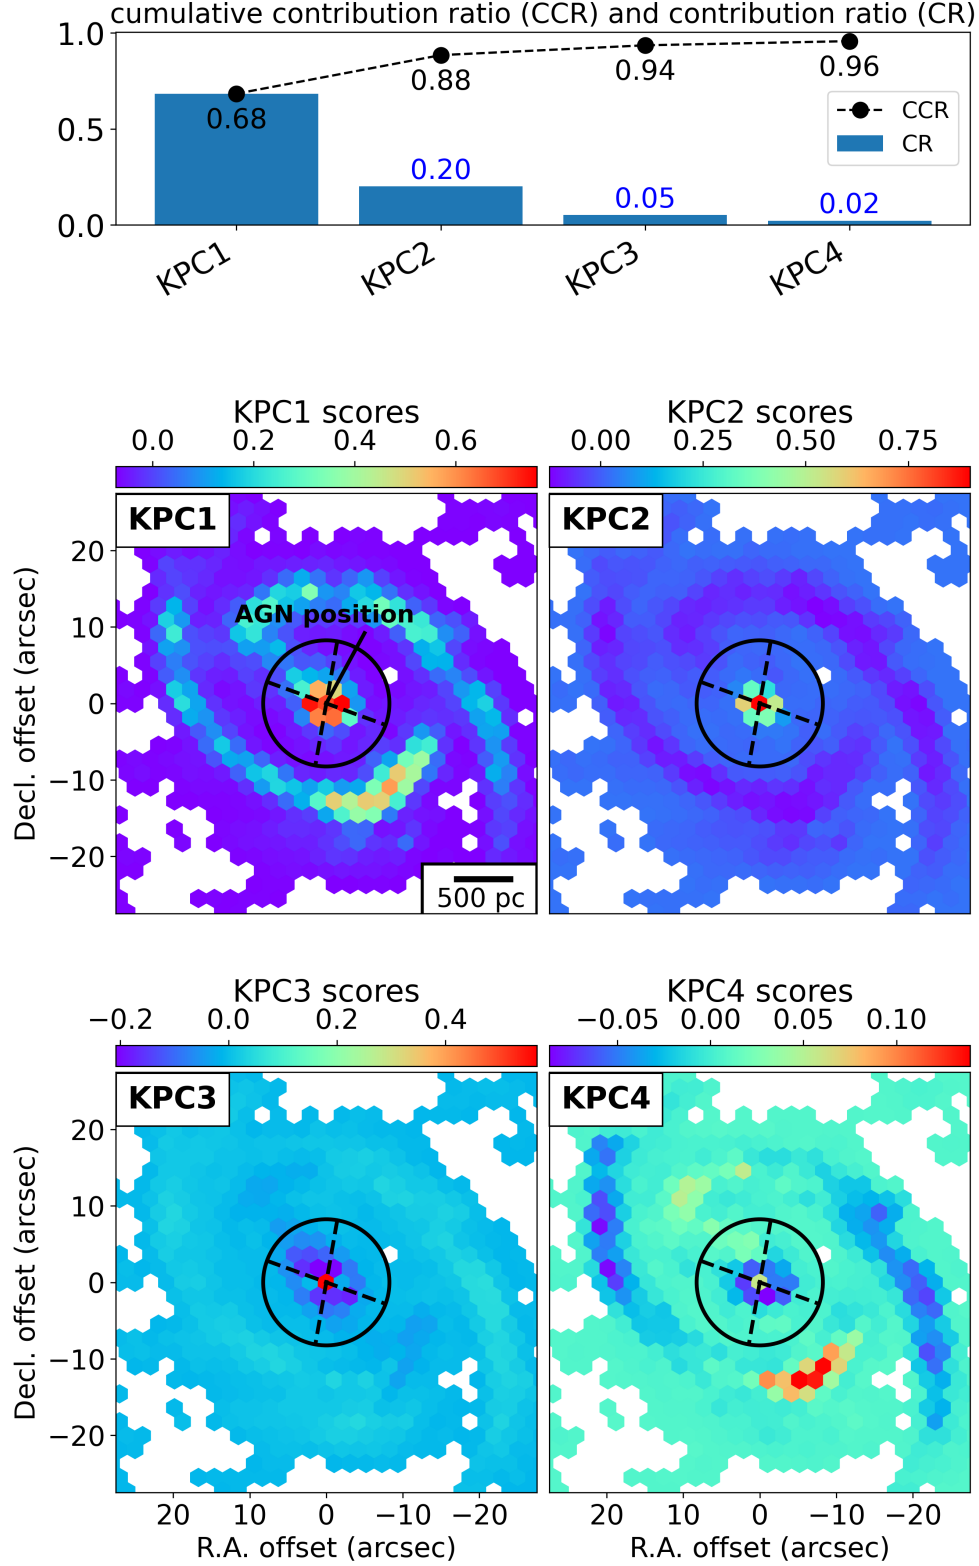 cumulative contribution ratio (CCR) and contribution ratio (CR)
1.0
0.88
0.94
0.96
0.68
CCR
CR
0.5
0.20
0.05
0.02
0.0
KPC1
KPC2
KPC3
KPC4
KPC1 scores
0.0 0.2 0.4 0.6
KPC2 scores
0.00 0.25 0.50 0.75
KPC1
AGN position
500 pc
20
10
0
−10
−20
Decl. offset (arcsec)
KPC2
KPC3 scores
−0.2 0.0 0.2 0.4
KPC4 scores
−0.05 0.00 0.05 0.10
KPC3
20
10
0
−10
−20
Decl. offset (arcsec)
20 10 0 −10 −20
R.A. offset (arcsec)
KPC4
20 10 0 −10 −20
R.A. offset (arcsec)